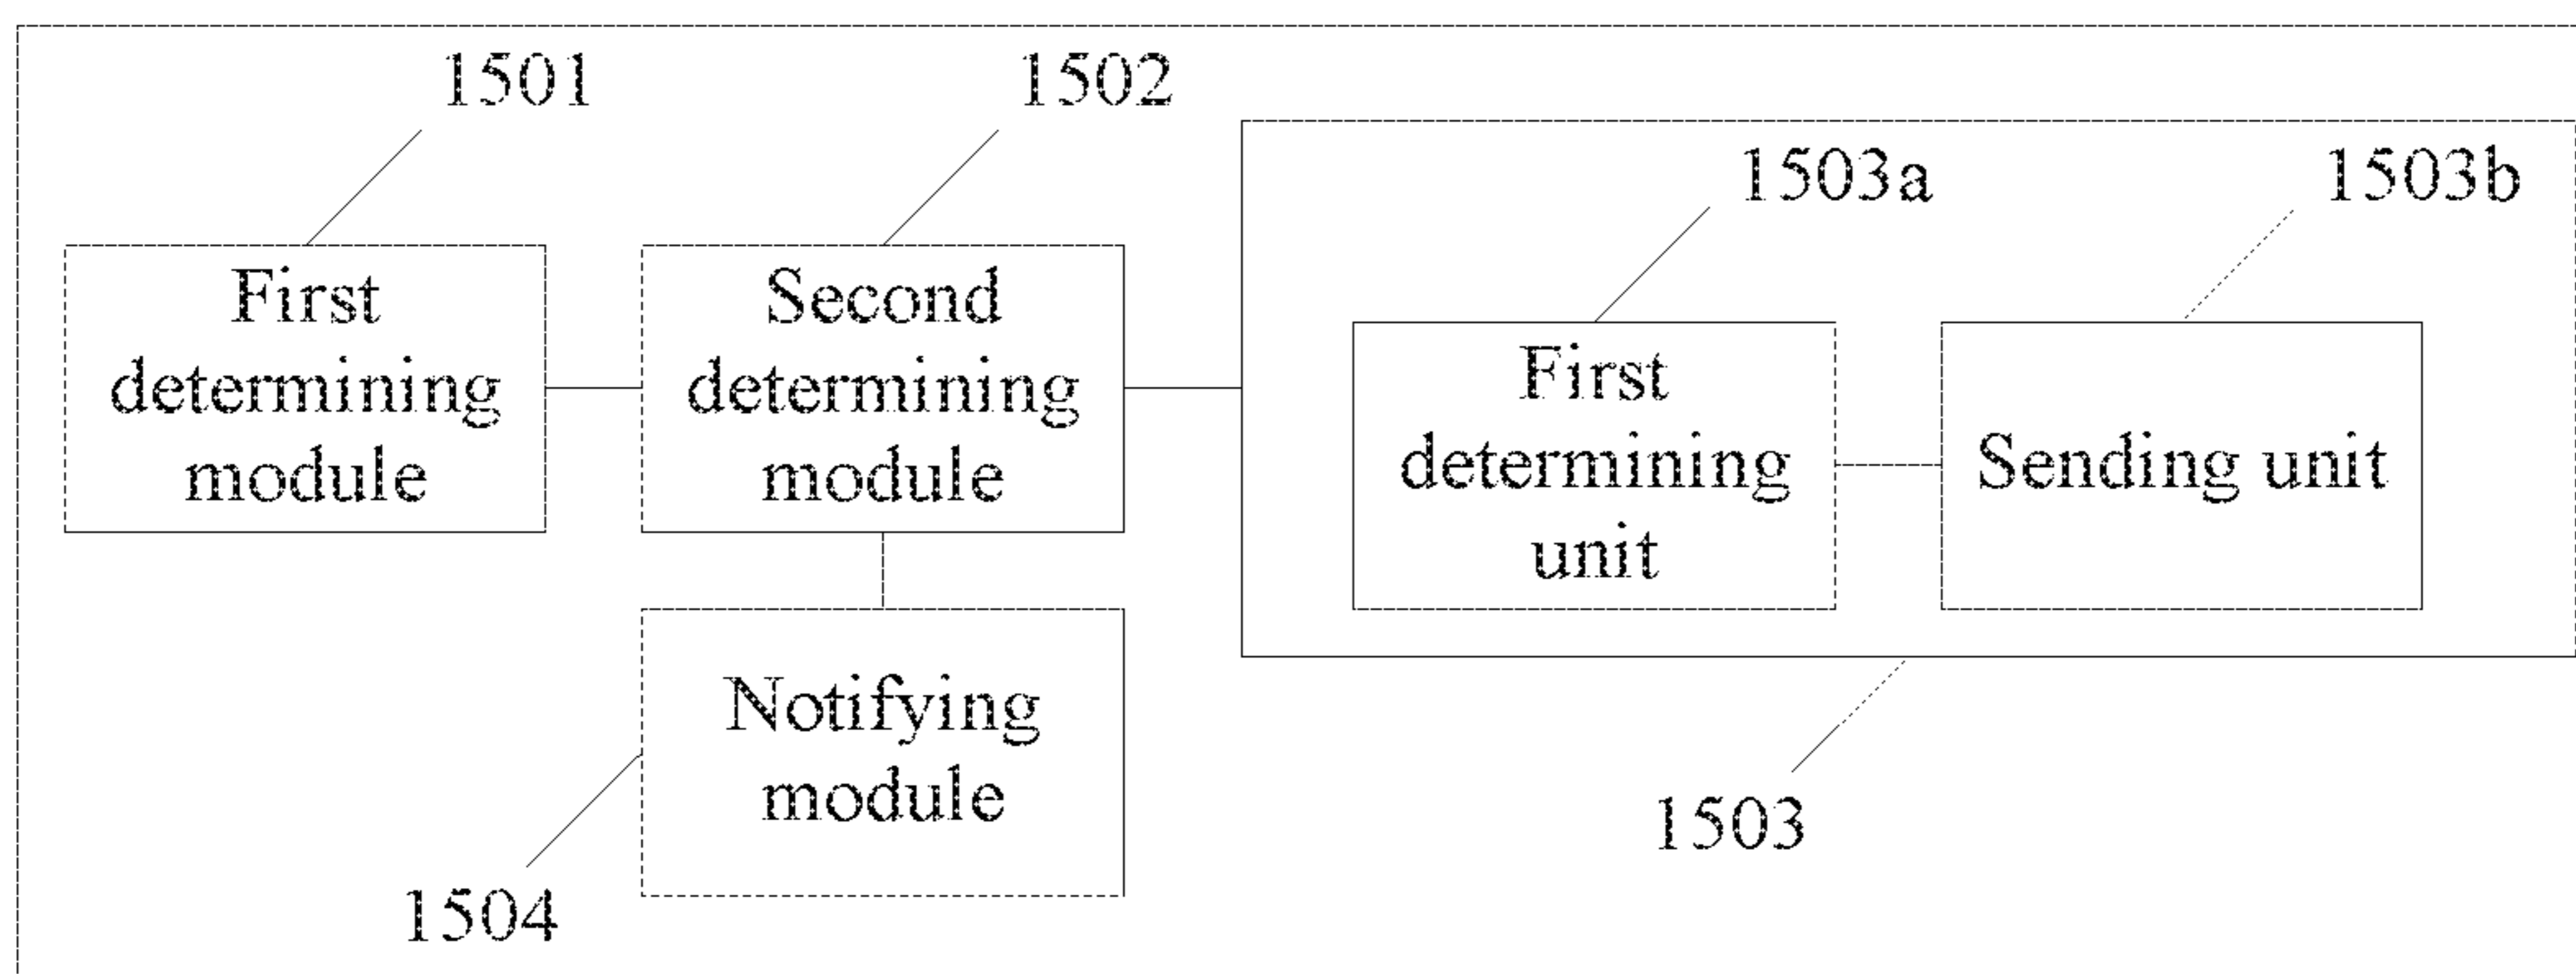 1501
1502
1503a
1503b
First
determining
module
Second
determining
module
First
determining
unit
Sending unit
Notifying
module
1503
1504